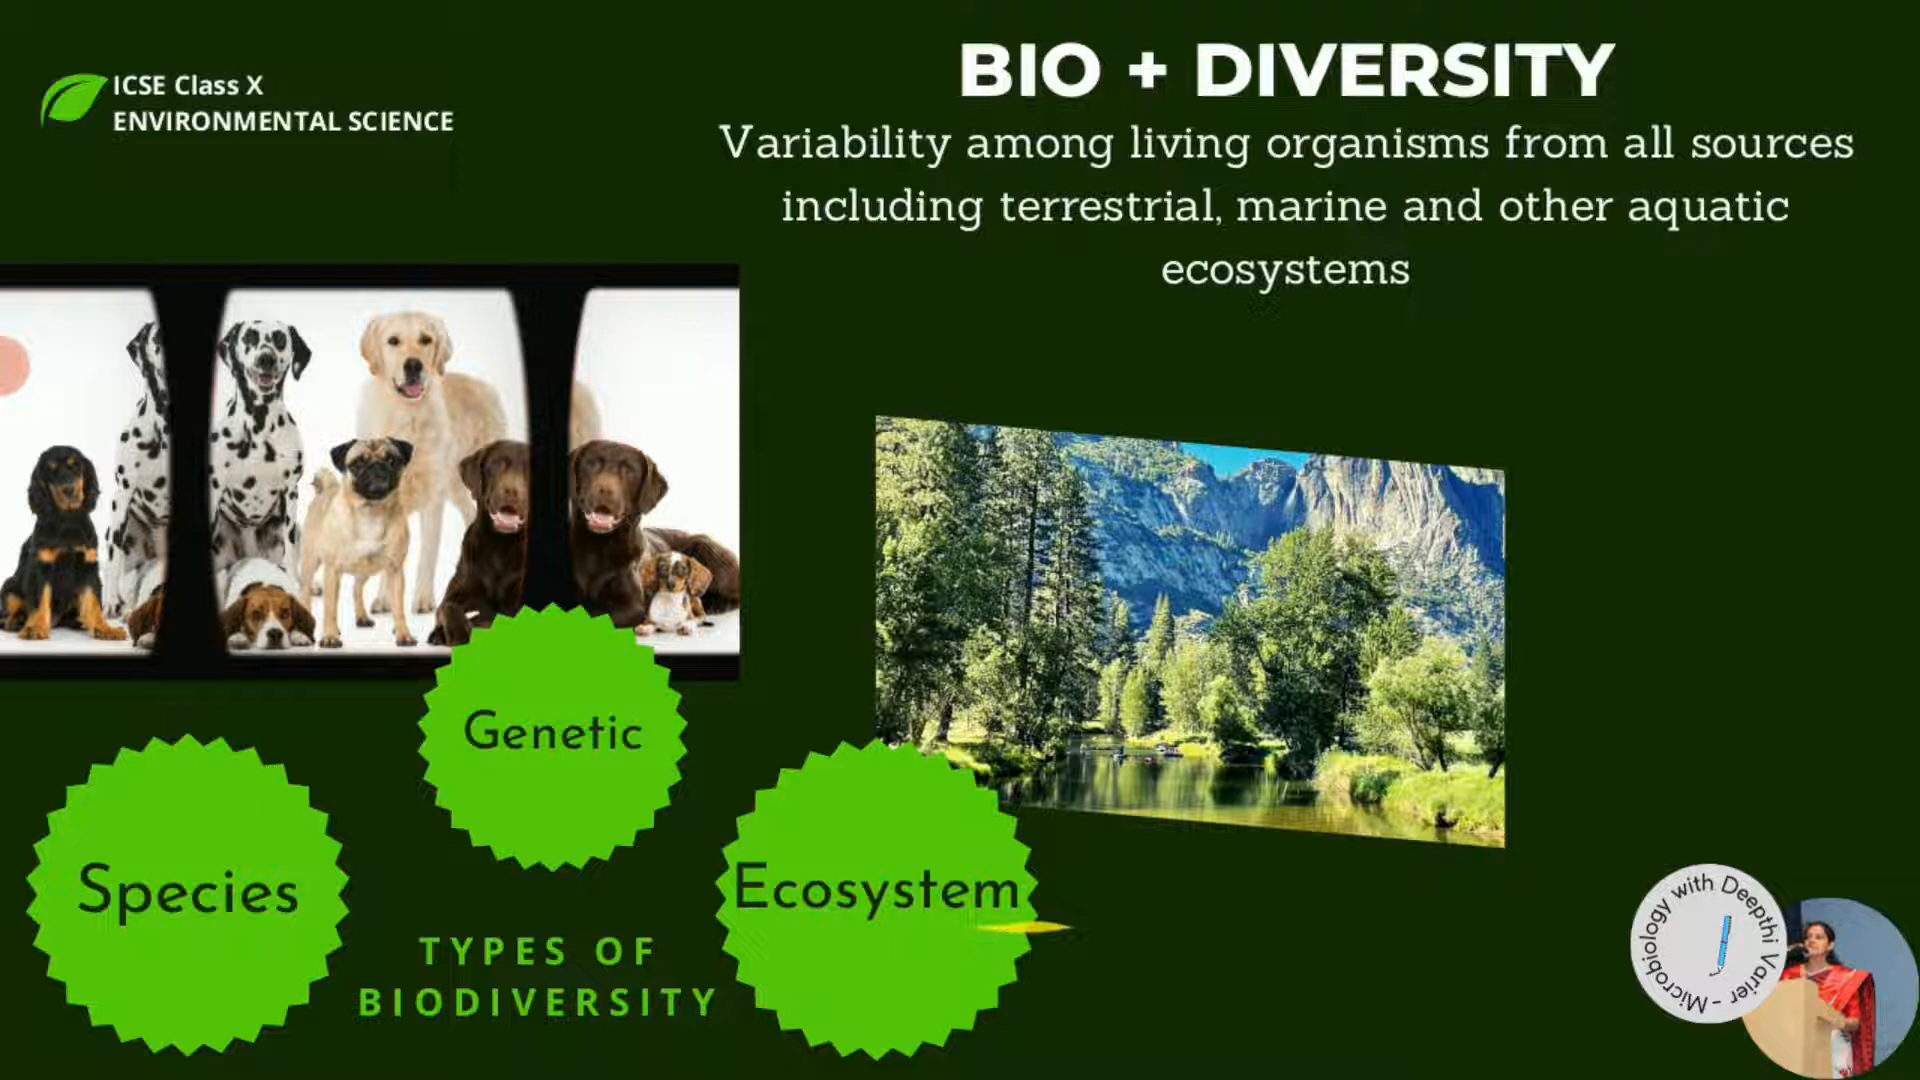 ICSE Class X
ENVIRONMENTAL SCIENCE
BIO + DIVERSITY
Variability among living organisms from all sources
including terrestrial, marine and other aquatic
ecosystems
Genetic
Species
Ecosystem
TYPES OF
BIODIVERSITY
Microbiology with Deepthi Varier -